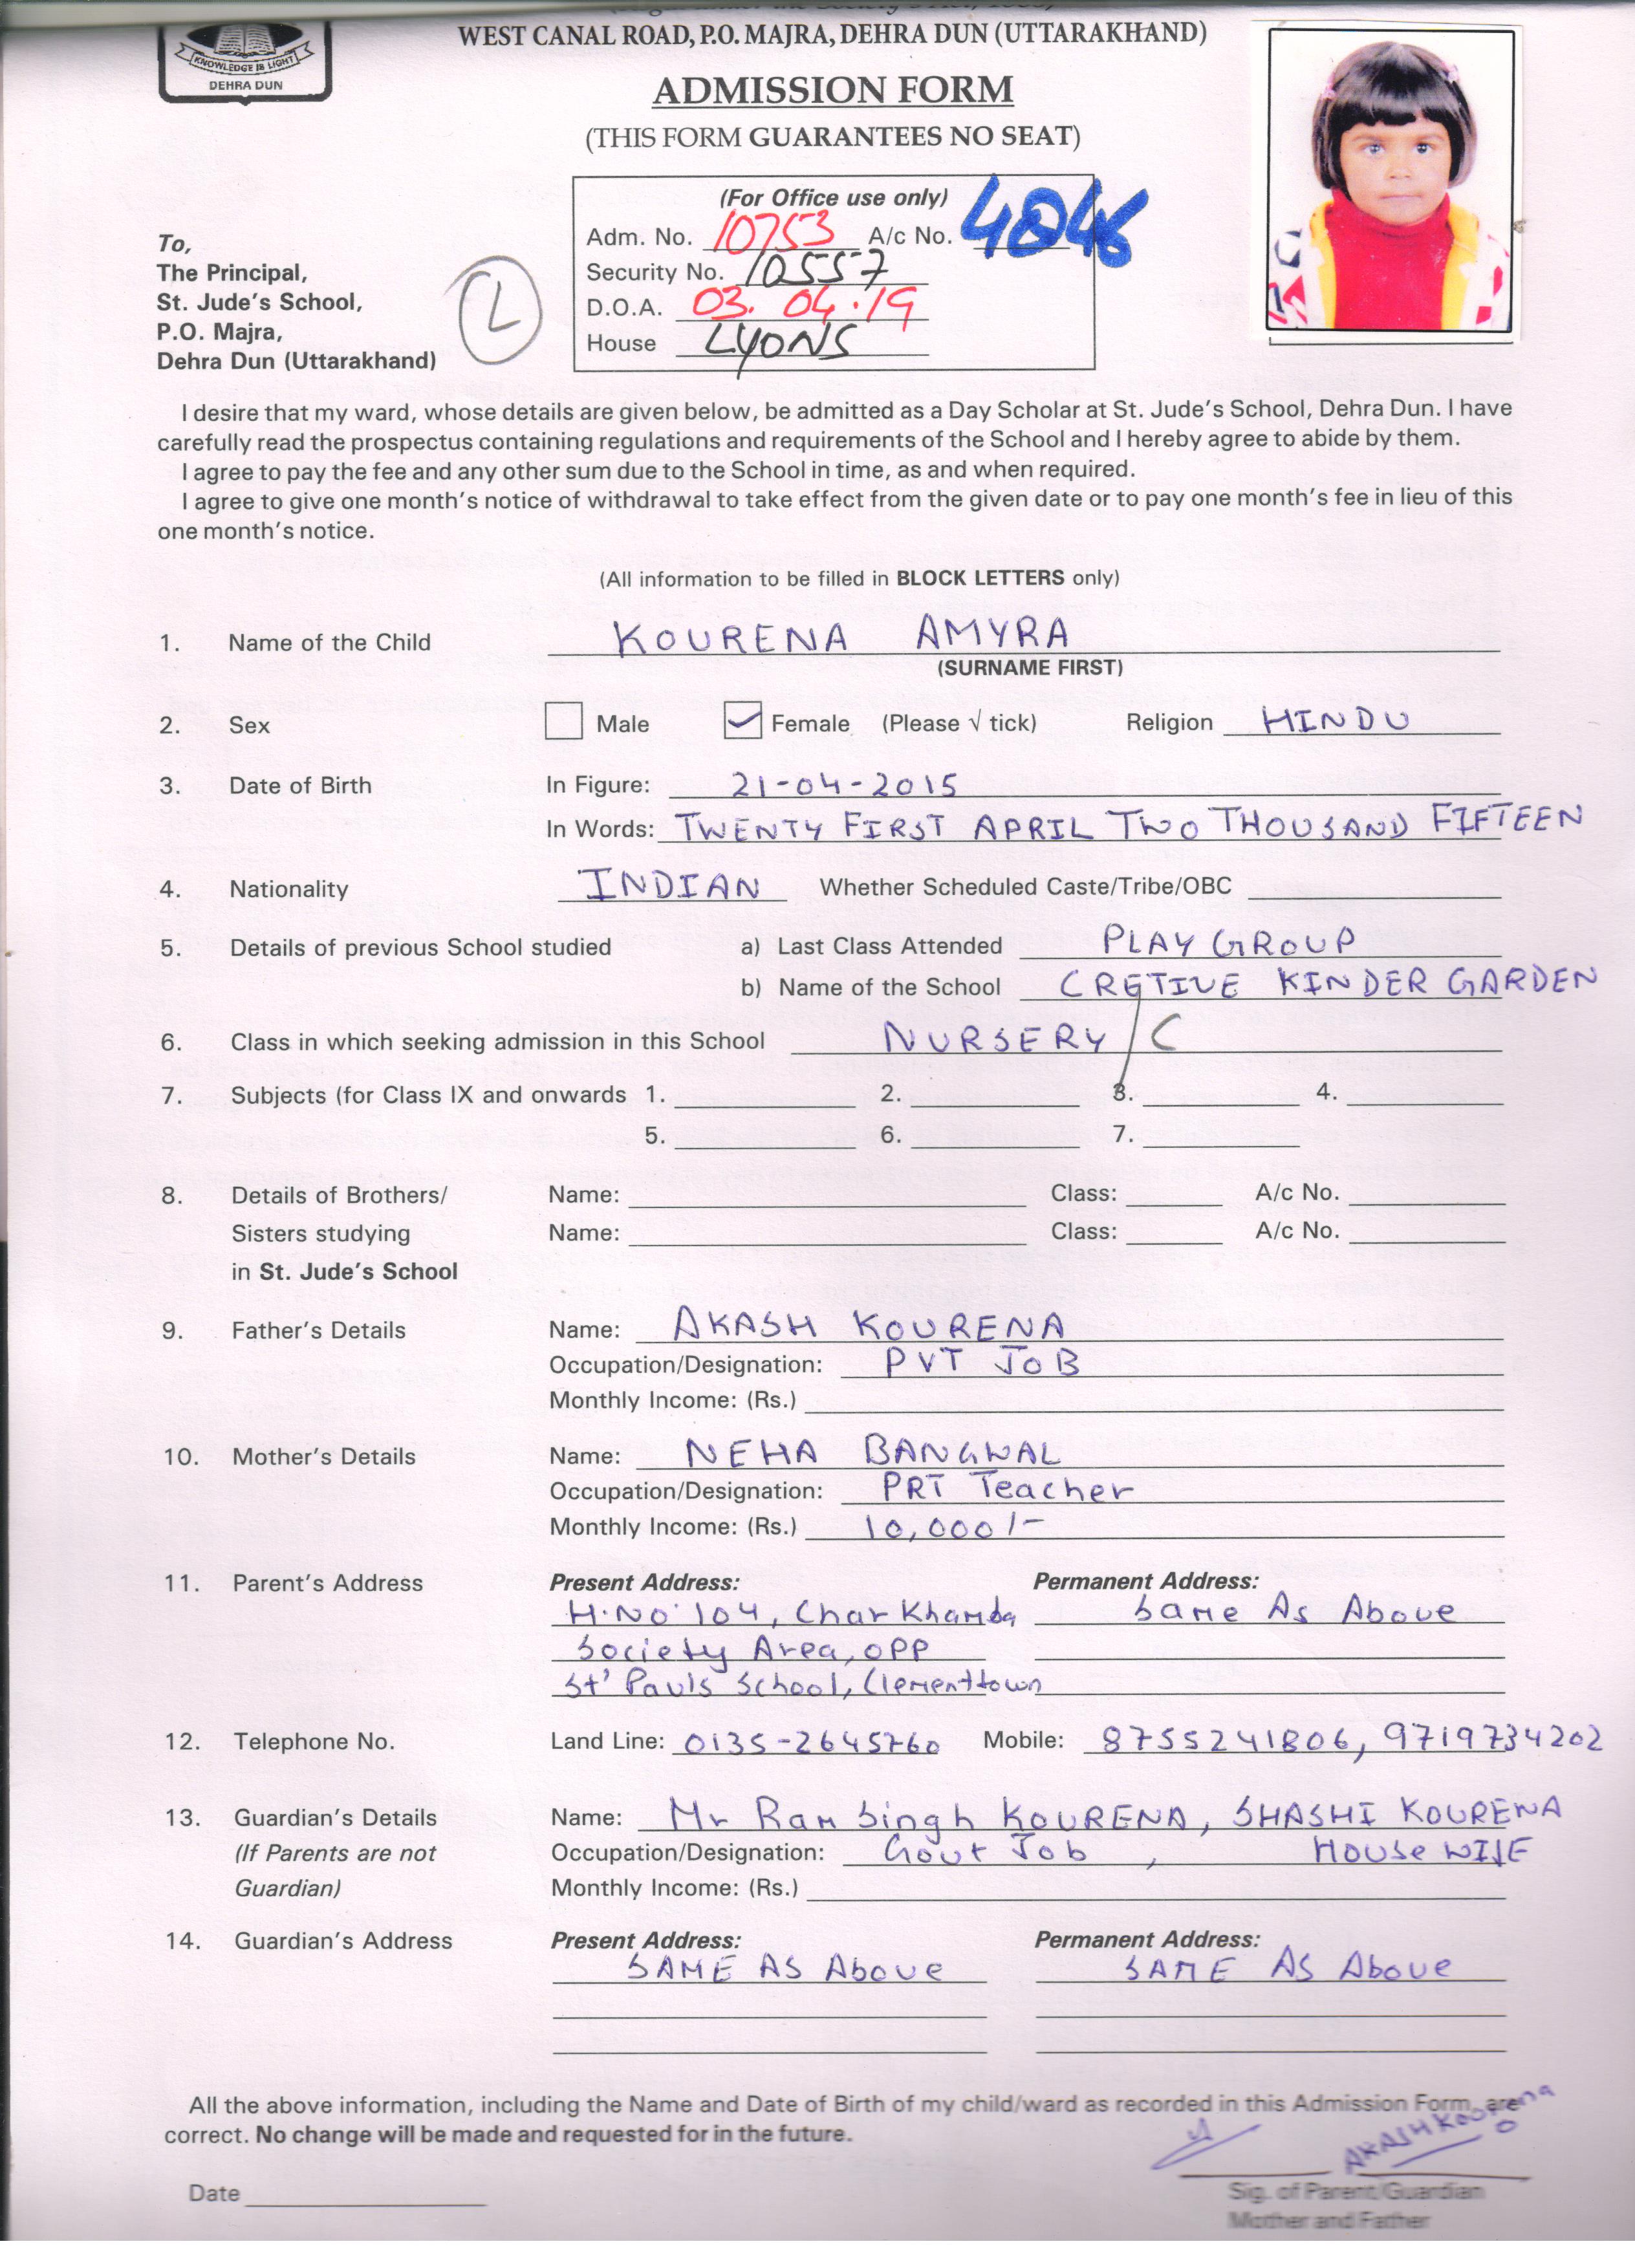 WEST CANAL ROAD, P.O. MAJRA, DEHRA DUN (UTTARAKHAND)
KNOWLEDGE IS LIGHT
DEHRA DUN
ADMISSION FORM
(THIS FORM GUARANTEES NO SEAT)
(For Office use only)
Adm. No. 10753 A/c No. 4846
Security No. 10557
D.O.A. 03.04.19
House LYONS
L
To,
The Principal,
St. Jude's School,
P.O. Majra,
Dehra Dun (Uttarakhand)
I desire that my ward, whose details are given below, be admitted as a Day Scholar at St. Jude's School, Dehra Dun. I have
carefully read the prospectus containing regulations and requirements of the School and I hereby agree to abide by them.
I agree to pay the fee and any other sum due to the School in time, as and when required.
I agree to give one month's notice of withdrawal to take effect from the given date or to pay one month's fee in lieu of this
one month's notice.
(All information to be filled in BLOCK LETTERS only)
1. Name of the Child KOURENA AMYRA
(SURNAME FIRST)
2. Sex Male Female (Please √ tick) Religion HINDU
3. Date of Birth In Figure: 21-04-2015
In Words: TWENTY FIRST APRIL TWO THOUSAND FIFTEEN
4. Nationality INDIAN Whether Scheduled Caste/Tribe/OBC
5. Details of previous School studied a) Last Class Attended PLAY GROUP
b) Name of the School CRETIVE KINDER GARDEN
6. Class in which seeking admission in this School NURSERY / C
7. Subjects (for Class IX and onwards 1. 2. 3. 4.
5. 6. 7.
8. Details of Brothers/ Name: Class: A/c No.
Sisters studying Name: Class: A/c No.
in St. Jude's School
9. Father's Details Name: AKASH KOURENA
Occupation/Designation: PVT JOB
Monthly Income: (Rs.)
10. Mother's Details Name: NEHA BANGWAL
Occupation/Designation: PRT Teacher
Monthly Income: (Rs.) 10,000/-
11. Parent's Address Present Address: Permanent Address:
H.No 104, Char Khamba Same As Above
Society Area, OPP
St' Pauls School, Clementtown
12. Telephone No. Land Line: 0135-2645760 Mobile: 8755241806, 9719734202
13. Guardian's Details Name: Mr Ram Singh KOURENA, SHASHI KOURENA
(If Parents are not Occupation/Designation: Govt Job , House WIFE
Guardian) Monthly Income: (Rs.)
14. Guardian's Address Present Address: Permanent Address:
SAME AS Above SAME AS Above
All the above information, including the Name and Date of Birth of my child/ward as recorded in this Admission Form, are
correct. No change will be made and requested for in the future.
AKASH Kourena
Date
Sig. of Parent/Guardian
Mother and Father